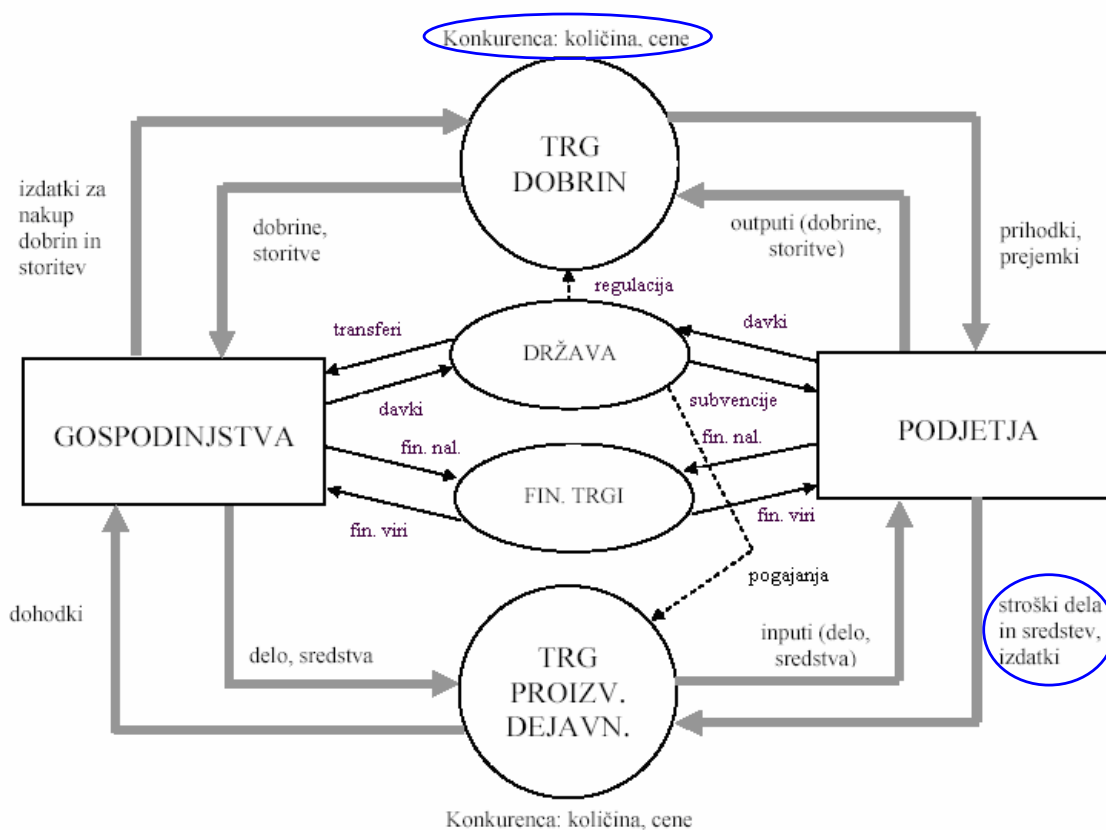 Konkurenca: količina, cene
TRG
DOBRIN
izdatki za
nakup
dobrin in
storitev
dobrine,
storitve
outputi (dobrine,
storitve)
prihodki,
prejemki
regulacija
transferi
davki
DRŽAVA
davki
subvencije
GOSPODINJSTVA
PODJETJA
fin. nal.
fin. nal.
FIN. TRGI
fin. viri
fin. viri
pogajanja
dohodki
delo, sredstva
inputi (delo,
sredstva)
stroški dela
in sredstev,
izdatki
TRG
PROIZV.
DEJAVN.
Konkurenca: količina, cene